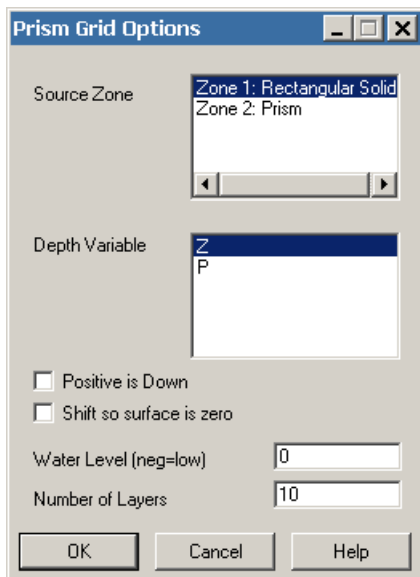 Prism Grid Options
Source Zone
Zone 1: Rectangular Solid
Zone 2: Prism
Depth Variable
Z
P
Positive is Down
Shift so surface is zero
Water Level (neg=low)
0
Number of Layers
10
OK
Cancel
Help